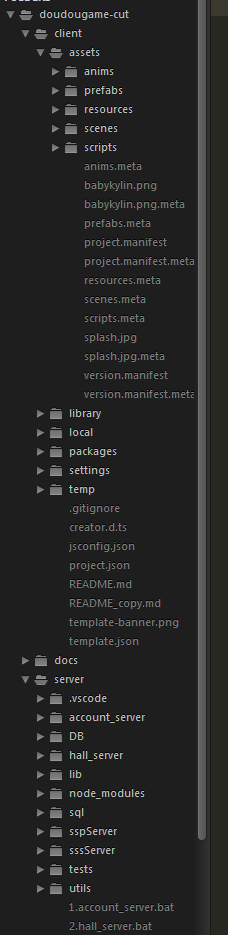 doudougame-cut
client
assets
anims
prefabs
resources
scenes
scripts
anims.meta
babykylin.png
babykylin.png.meta
prefabs.meta
project.manifest
project.manifest.meta
resources.meta
scenes.meta
scripts.meta
splash.jpg
splash.jpg.meta
version.manifest
version.manifest.meta
library
local
packages
settings
temp
.gitignore
creator.d.ts
jsconfig.json
project.json
README.md
README_copy.md
template-banner.png
template.json
docs
server
.vscode
account_server
DB
hall_server
lib
node_modules
sql
sspServer
sssServer
tests
utils
1.account_server.bat
2.hall_server.bat